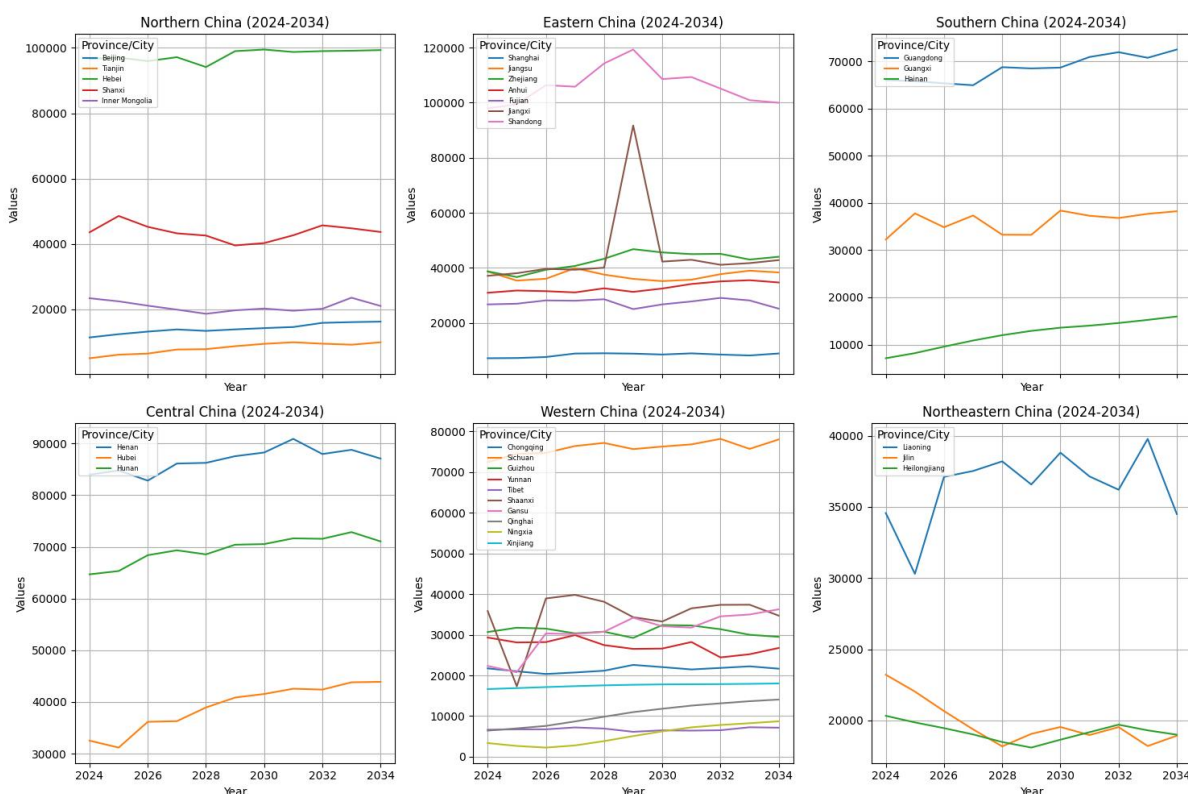 Northern China (2024-2034)
Values
100000
80000
60000
40000
20000
Province/City
Beijing
Tianjin
Hebei
Shanxi
Inner Mongolia
Year
Eastern China (2024-2034)
Values
120000
100000
80000
60000
40000
20000
Province/City
Shanghai
Jiangsu
Zhejiang
Anhui
Fujian
Jiangxi
Shandong
Year
Southern China (2024-2034)
Values
70000
60000
50000
40000
30000
20000
10000
Province/City
Guangdong
Guangxi
Hainan
Year
Central China (2024-2034)
Values
90000
80000
70000
60000
50000
40000
30000
Province/City
Henan
Hubei
Hunan
2024 2026 2028 2030 2032 2034
Year
Western China (2024-2034)
Values
80000
70000
60000
50000
40000
30000
20000
10000
0
Province/City
Chongqing
Sichuan
Guizhou
Yunnan
Tibet
Shaanxi
Gansu
Qinghai
Ningxia
Xinjiang
2024 2026 2028 2030 2032 2034
Year
Northeastern China (2024-2034)
Values
40000
35000
30000
25000
20000
Province/City
Liaoning
Jilin
Heilongjiang
2024 2026 2028 2030 2032 2034
Year